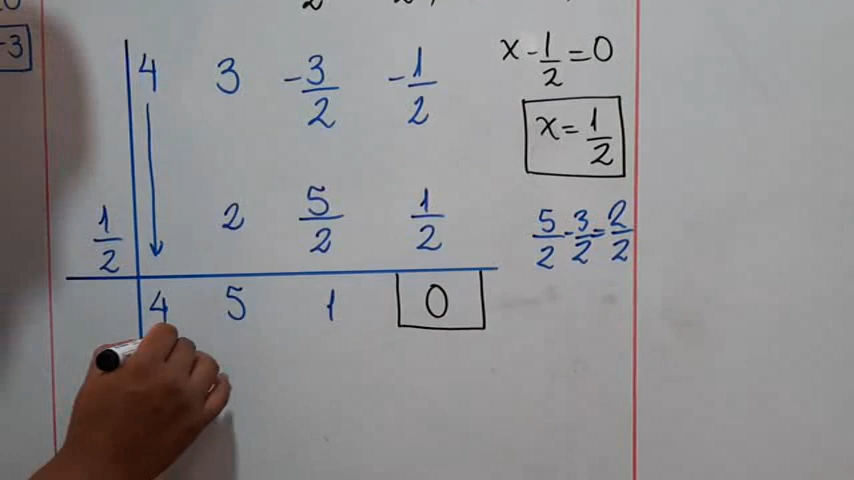 -3
4 3 -3/2 -1/2
x - 1/2 = 0
x = 1/2
1/2 2 5/2 1/2
5/2 - 3/2 = 2/2
4 5 1 0